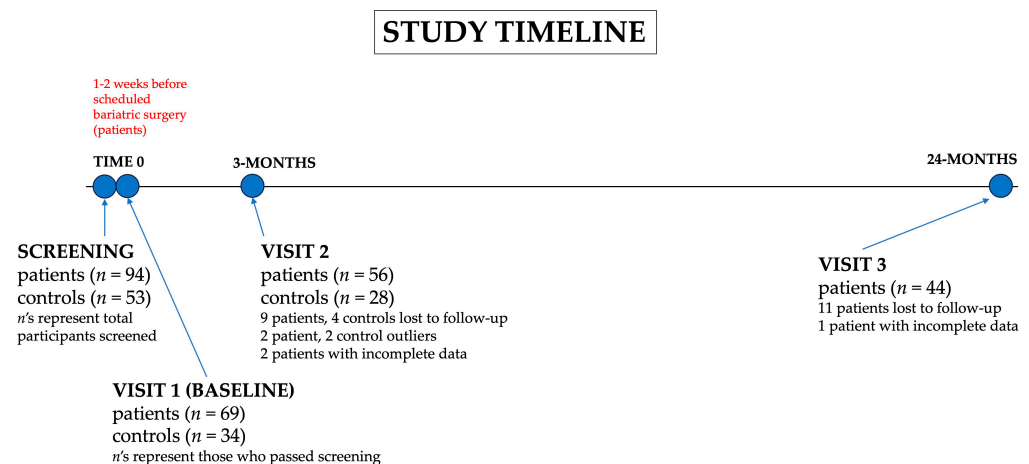 STUDY TIMELINE
1-2 weeks before
scheduled
bariatric surgery
(patients)
TIME 0
3-MONTHS
24-MONTHS
SCREENING
patients (n = 94)
controls (n = 53)
n's represent total
participants screened
VISIT 2
patients (n = 56)
controls (n = 28)
9 patients, 4 controls lost to follow-up
2 patient, 2 control outliers
2 patients with incomplete data
VISIT 3
patients (n = 44)
11 patients lost to follow-up
1 patient with incomplete data
VISIT 1 (BASELINE)
patients (n = 69)
controls (n = 34)
n's represent those who passed screening